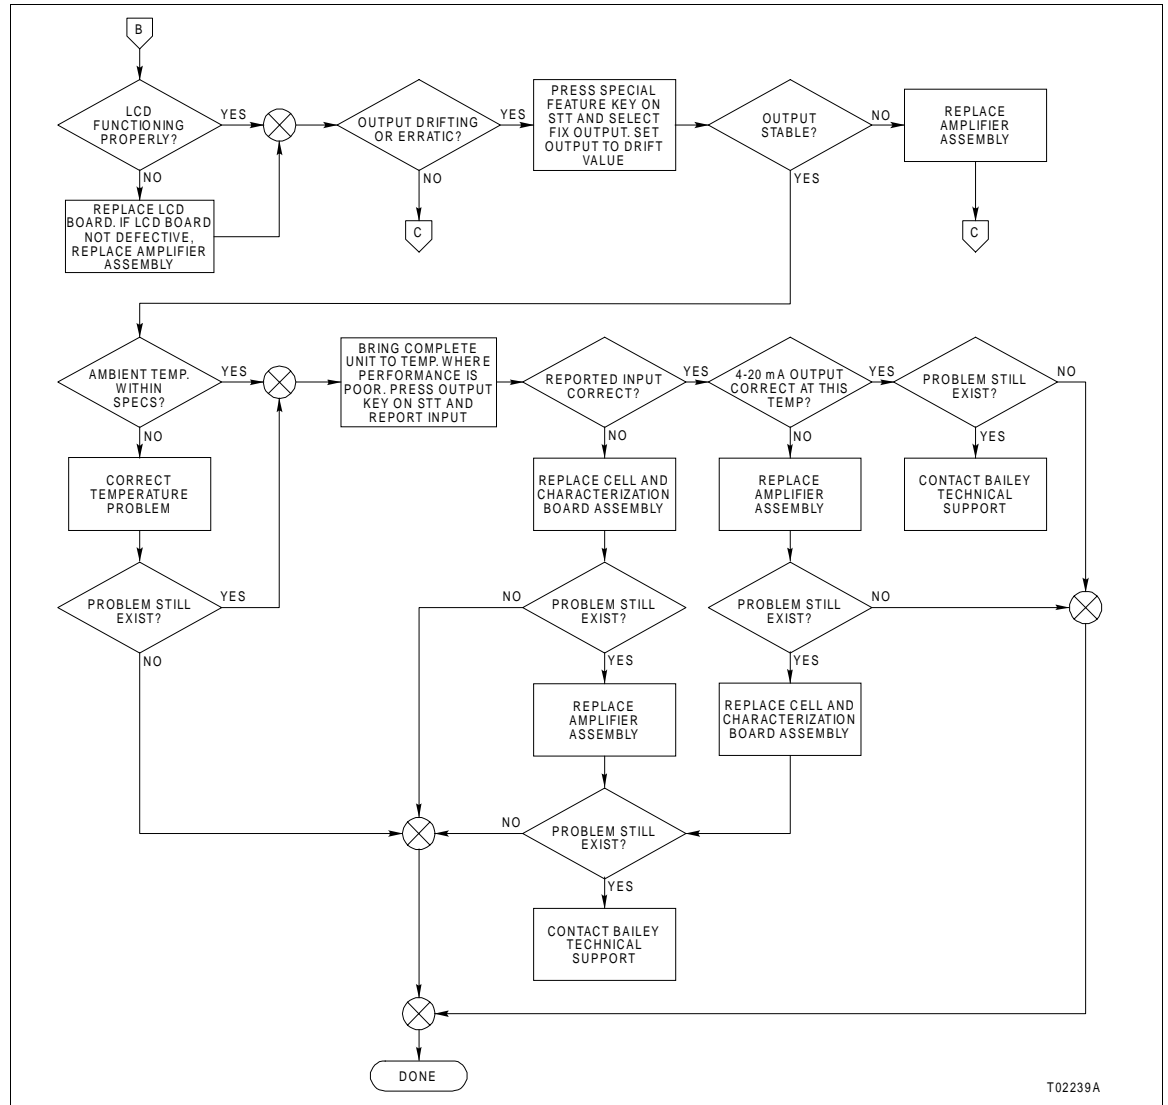 B
LCD
FUNCTIONING
PROPERLY?
YES
NO
REPLACE LCD
BOARD. IF LCD BOARD
NOT DEFECTIVE,
REPLACE AMPLIFIER
ASSEMBLY
OUTPUT DRIFTING
OR ERRATIC?
YES
NO
C
PRESS SPECIAL
FEATURE KEY ON
STT AND SELECT
FIX OUTPUT. SET
OUTPUT TO DRIFT
VALUE
OUTPUT
STABLE?
NO
YES
REPLACE
AMPLIFIER
ASSEMBLY
C
AMBIENT TEMP.
WITHIN
SPECS?
YES
NO
CORRECT
TEMPERATURE
PROBLEM
PROBLEM STILL
EXIST?
YES
NO
BRING COMPLETE
UNIT TO TEMP. WHERE
PERFORMANCE IS
POOR. PRESS OUTPUT
KEY ON STT AND
REPORT INPUT
REPORTED INPUT
CORRECT?
YES
NO
REPLACE CELL AND
CHARACTERIZATION
BOARD ASSEMBLY
PROBLEM STILL
EXIST?
NO
YES
REPLACE
AMPLIFIER
ASSEMBLY
PROBLEM STILL
EXIST?
NO
YES
CONTACT BAILEY
TECHNICAL
SUPPORT
4-20 mA OUTPUT
CORRECT AT THIS
TEMP?
YES
NO
REPLACE
AMPLIFIER
ASSEMBLY
PROBLEM STILL
EXIST?
NO
YES
REPLACE CELL AND
CHARACTERIZATION
BOARD ASSEMBLY
PROBLEM STILL
EXIST?
NO
YES
CONTACT BAILEY
TECHNICAL
SUPPORT
DONE
T02239A